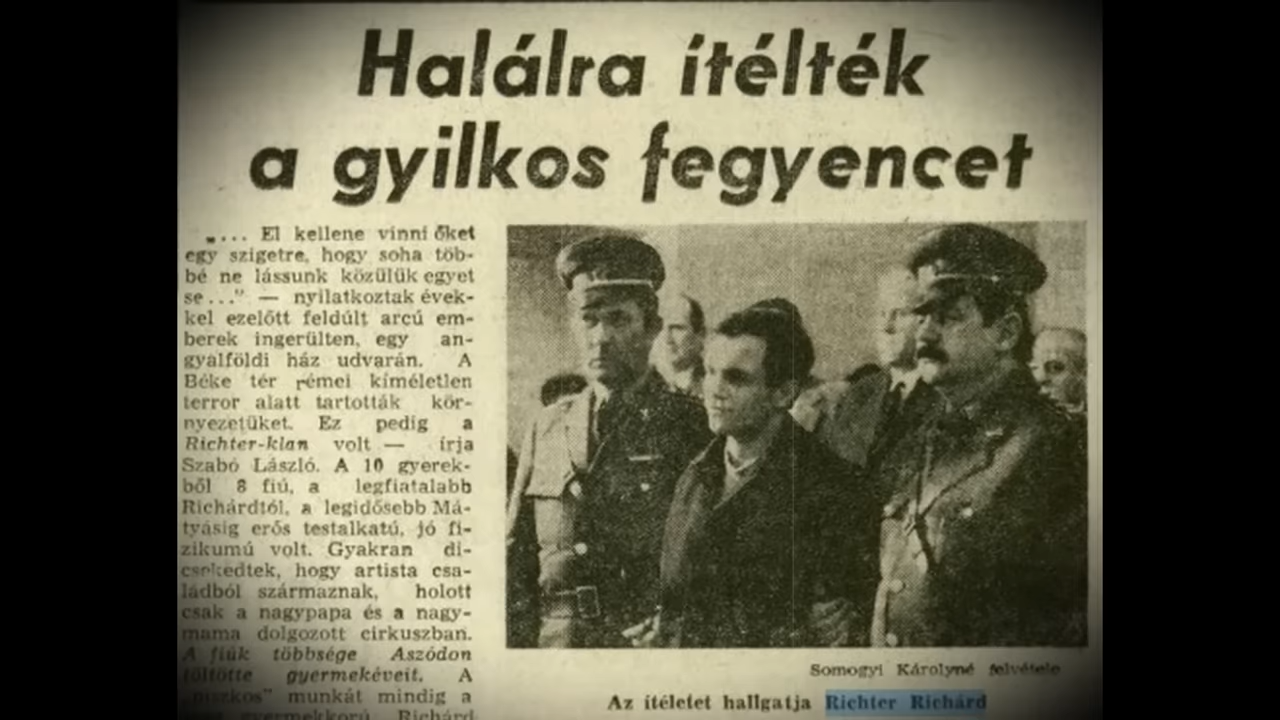 Halálra ítélték
a gyilkos fegyencet
„... El kellene vinni őket
egy szigetre, hogy soha töb-
bé ne lássunk közülük egyet
se ...” — nyilatkoztak évek-
kel ezelőtt feldúlt arcú em-
berek ingerülten, egy an-
gyalföldi ház udvarán. A
Béke tér rémei kíméletlen
terror alatt tartották kör-
nyezetüket. Ez pedig a
Richter-klan volt — írja
Szabó László. A 10 gyerek-
ből 8 fiú, a legfiatalabb
Richárdtól, a legidősebb Má-
tyásig erős testalkatú, jó fi-
zikumú volt. Gyakran di-
csekedtek, hogy artista csa-
ládból származnak, holott
csak a nagypapa és a nagy-
mama dolgozott cirkuszban.
A fiúk többsége Aszódon
töltötte gyermekéveit. A
„piszkos” munkát mindig a
gyermekkorú Richárd
Somogyi Károlyné felvétele
Az ítéletet hallgatja Richter Richárd